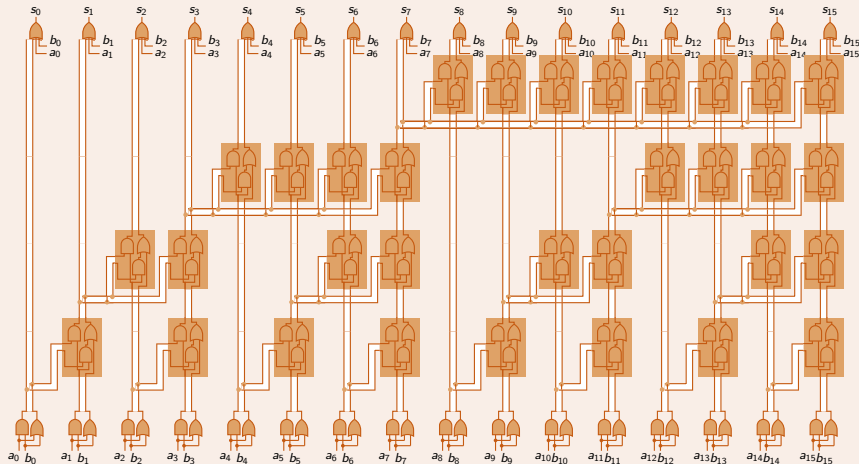 s0 s1 s2 s3 s4 s5 s6 s7 s8 s9 s10 s11 s12 s13 s14 s15
b0 b1 b2 b3 b4 b5 b6 b7 b8 b9 b10 b11 b12 b13 b14 b15
a0 a1 a2 a3 a4 a5 a6 a7 a8 a9 a10 a11 a12 a13 a14 a15
a0 b0 a1 b1 a2 b2 a3 b3 a4 b4 a5 b5 a6 b6 a7 b7 a8 b8 a9 b9 a10 b10 a11 b11 a12 b12 a13 b13 a14 b14 a15 b15